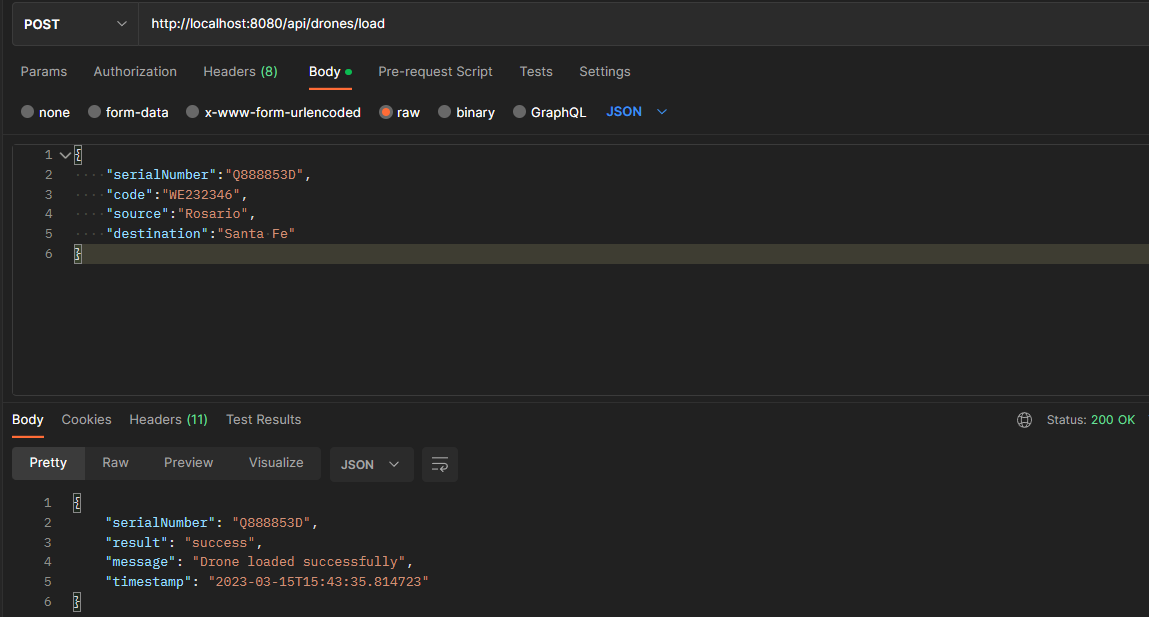 POST http://localhost:8080/api/drones/load
Params Authorization Headers (8) Body Pre-request Script Tests Settings
none form-data x-www-form-urlencoded raw binary GraphQL JSON
1 {
2 "serialNumber":"Q888853D",
3 "code":"WE232346",
4 "source":"Rosario",
5 "destination":"Santa Fe"
6 }
Body Cookies Headers (11) Test Results Status: 200 OK
Pretty Raw Preview Visualize JSON
1 {
2 "serialNumber": "Q888853D",
3 "result": "success",
4 "message": "Drone loaded successfully",
5 "timestamp": "2023-03-15T15:43:35.814723"
6 }